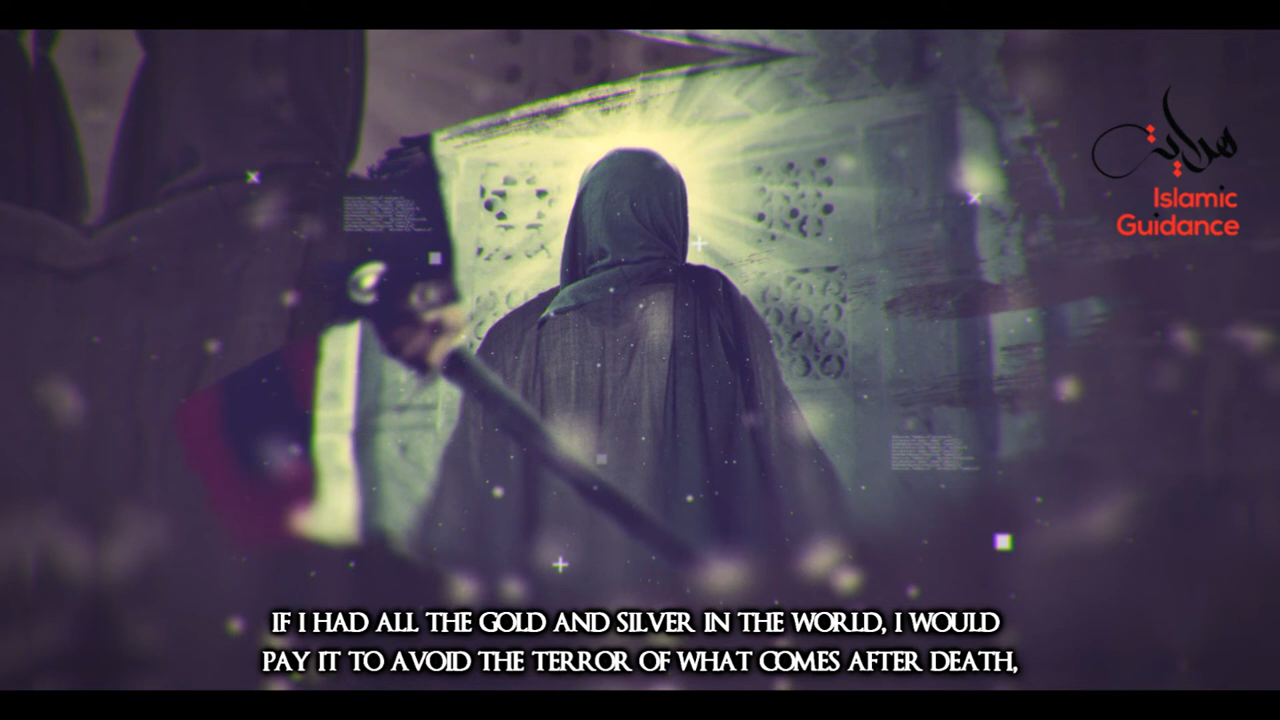 هداية
Islamic
Guidance
IF I HAD ALL THE GOLD AND SILVER IN THE WORLD, I WOULD
PAY IT TO AVOID THE TERROR OF WHAT COMES AFTER DEATH,